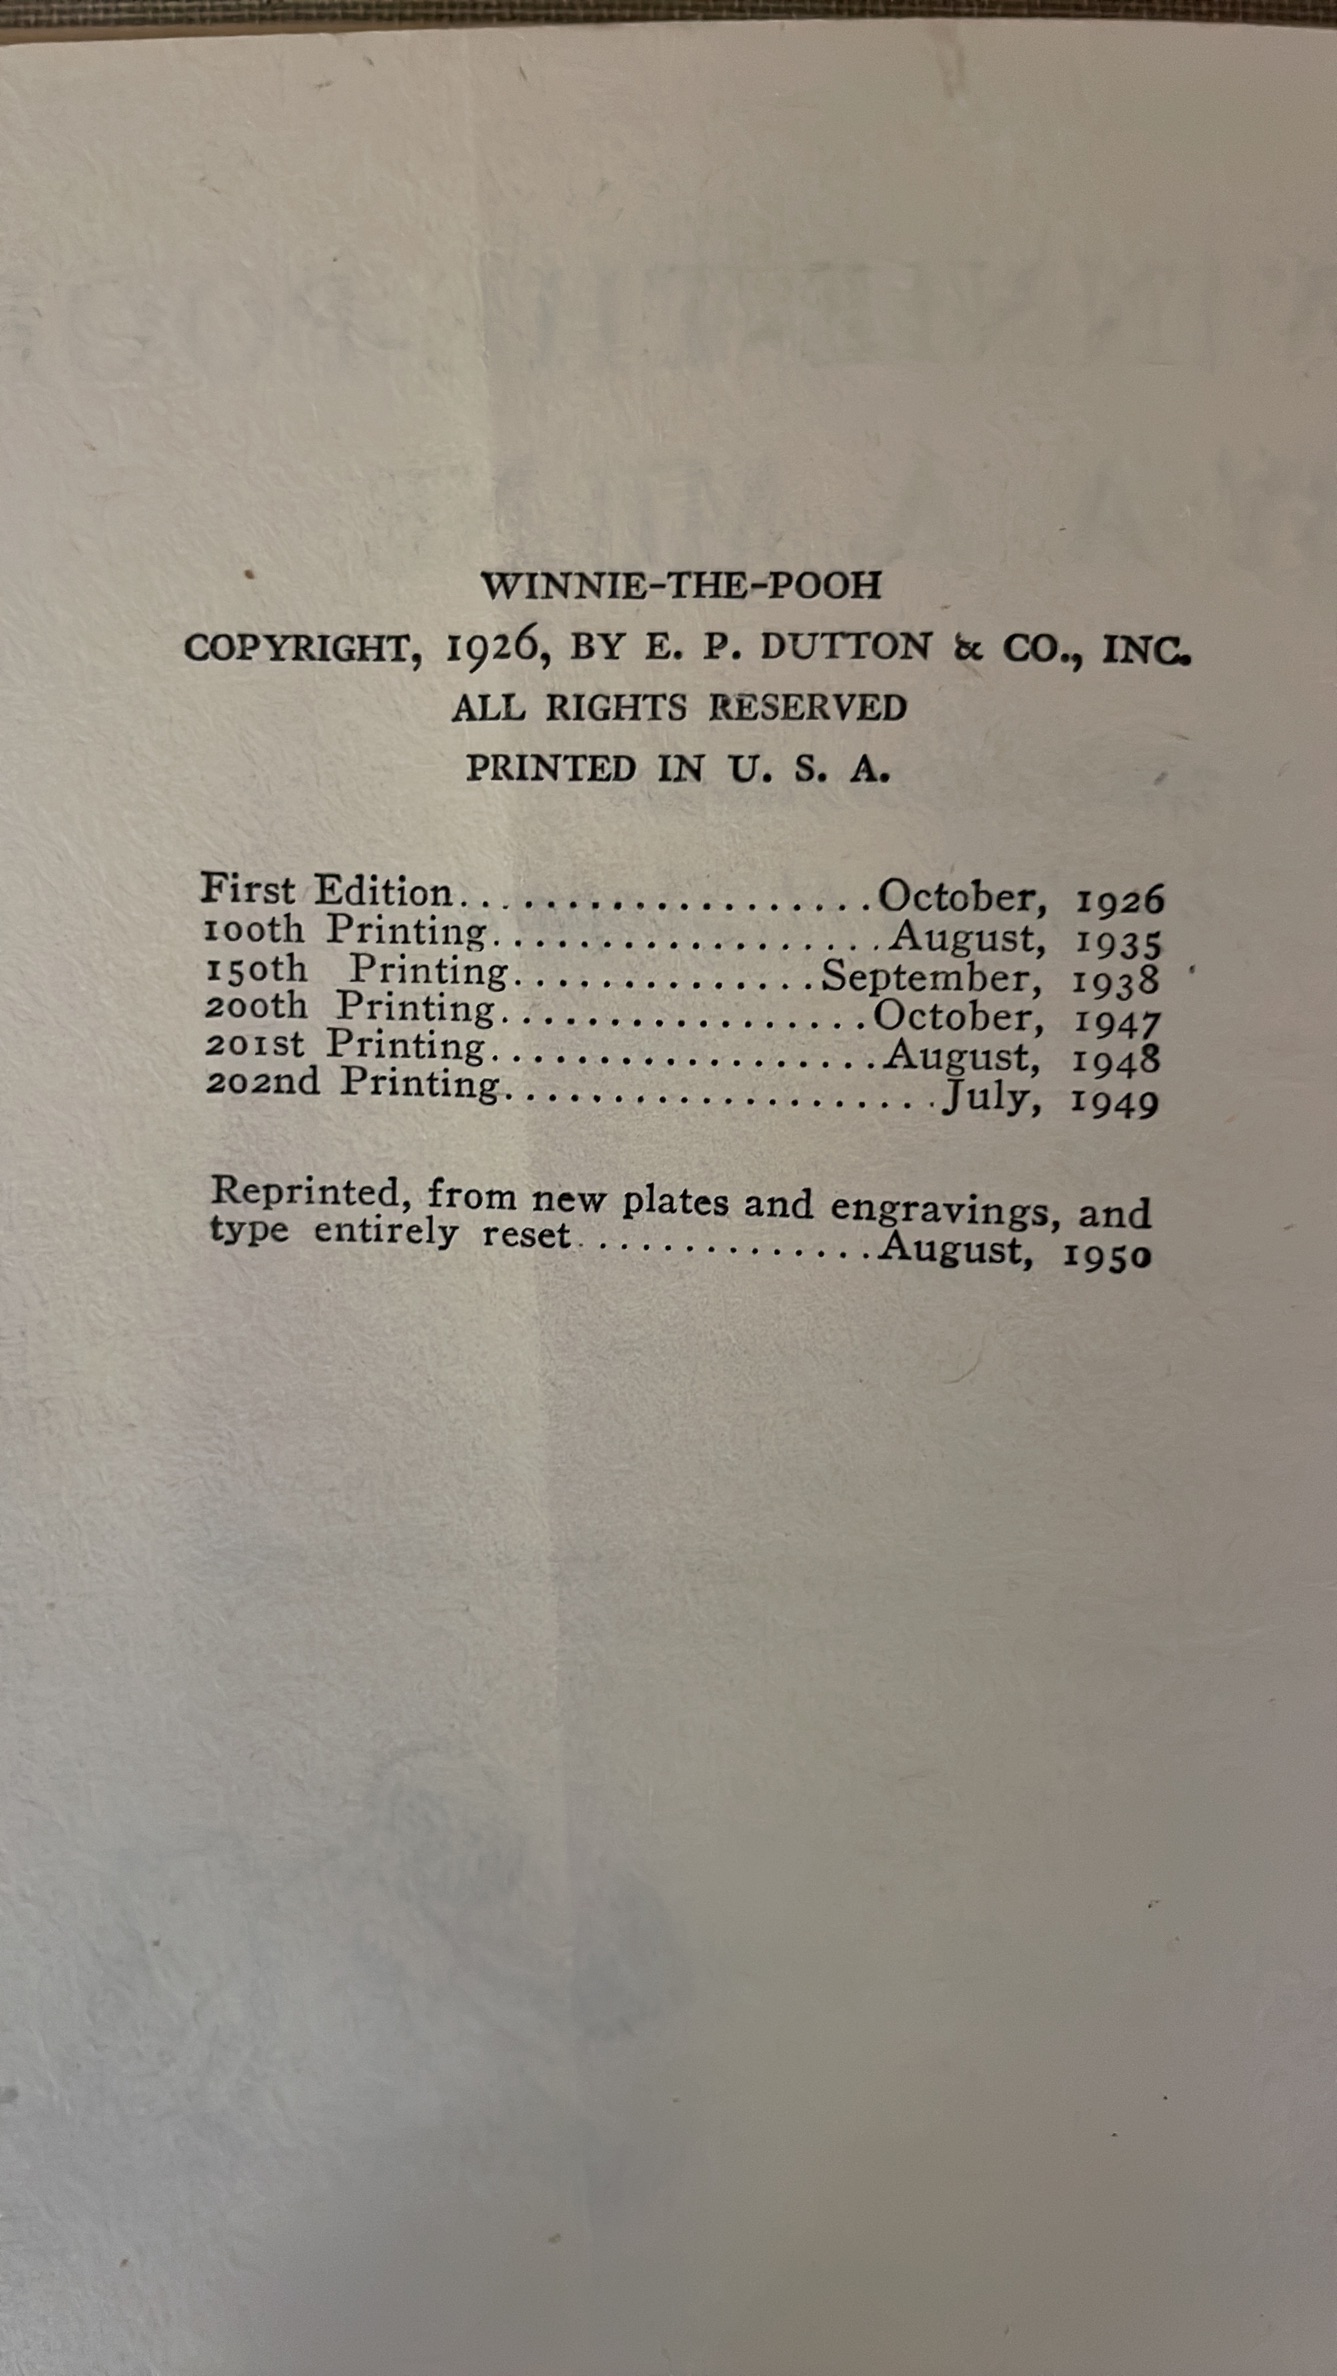 WINNIE-THE-POOH
COPYRIGHT, 1926, BY E. P. DUTTON & CO., INC.
ALL RIGHTS RESERVED
PRINTED IN U. S. A.
First Edition....................October, 1926
100th Printing...................August, 1935
150th Printing...............September, 1938
200th Printing..................October, 1947
201st Printing...................August, 1948
202nd Printing.....................July, 1949
Reprinted, from new plates and engravings, and
type entirely reset..............August, 1950